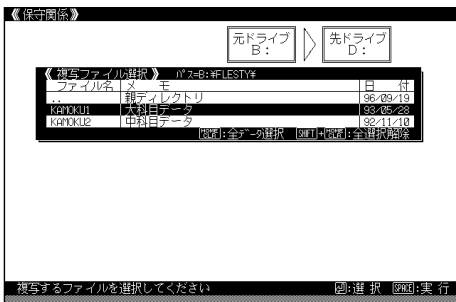 《保守関係》
元ドライブ
B:
先ドライブ
D:
《複写ファイル選択》 パス=B:¥FLESTY¥
ファイル名 メ モ 日 付
.. 親ディレクトリ 96/09/19
KAMOKU1 大科目データ 93/05/28
KAMOKU2 中科目データ 92/11/10
:全データ選択 SHIFT+ :全選択解除
複写するファイルを選択してください :選 択 SPACE:実 行